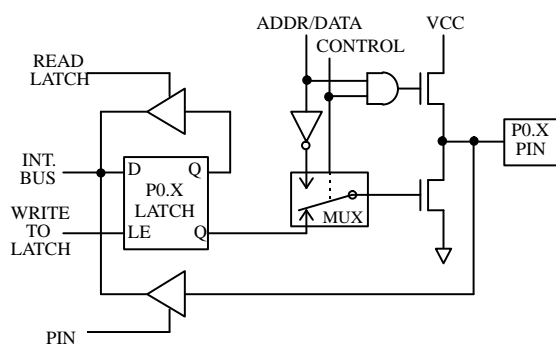 ADDR/DATA
VCC
CONTROL
READ
LATCH
P0.X
PIN
INT.
BUS
D
Q
P0.X
LATCH
WRITE
TO
LATCH
LE
Q
MUX
PIN